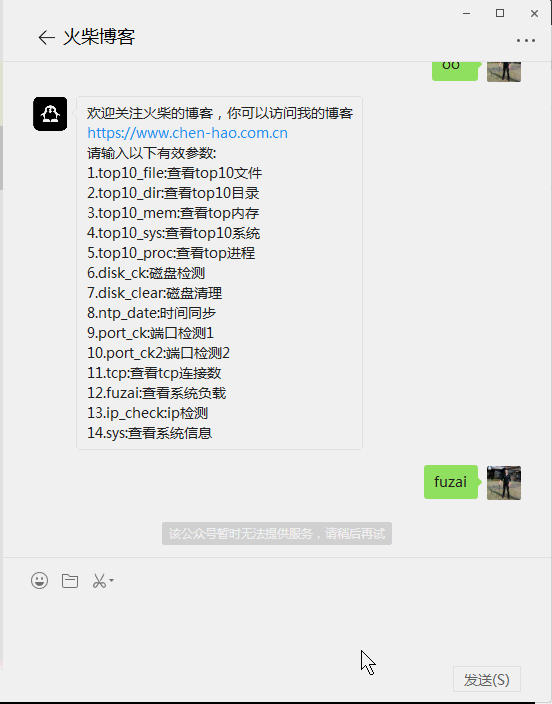 火柴博客
oo
欢迎关注火柴的博客，你可以访问我的博客
https://www.chen-hao.com.cn
请输入以下有效参数:
1.top10_file:查看top10文件
2.top10_dir:查看top10目录
3.top10_mem:查看top内存
4.top10_sys:查看top10系统
5.top10_proc:查看top进程
6.disk_ck:磁盘检测
7.disk_clear:磁盘清理
8.ntp_date:时间同步
9.port_ck:端口检测1
10.port_ck2:端口检测2
11.tcp:查看tcp连接数
12.fuzai:查看系统负载
13.ip_check:ip检测
14.sys:查看系统信息
fuzai
该公众号暂时无法提供服务，请稍后再试
发送(S)